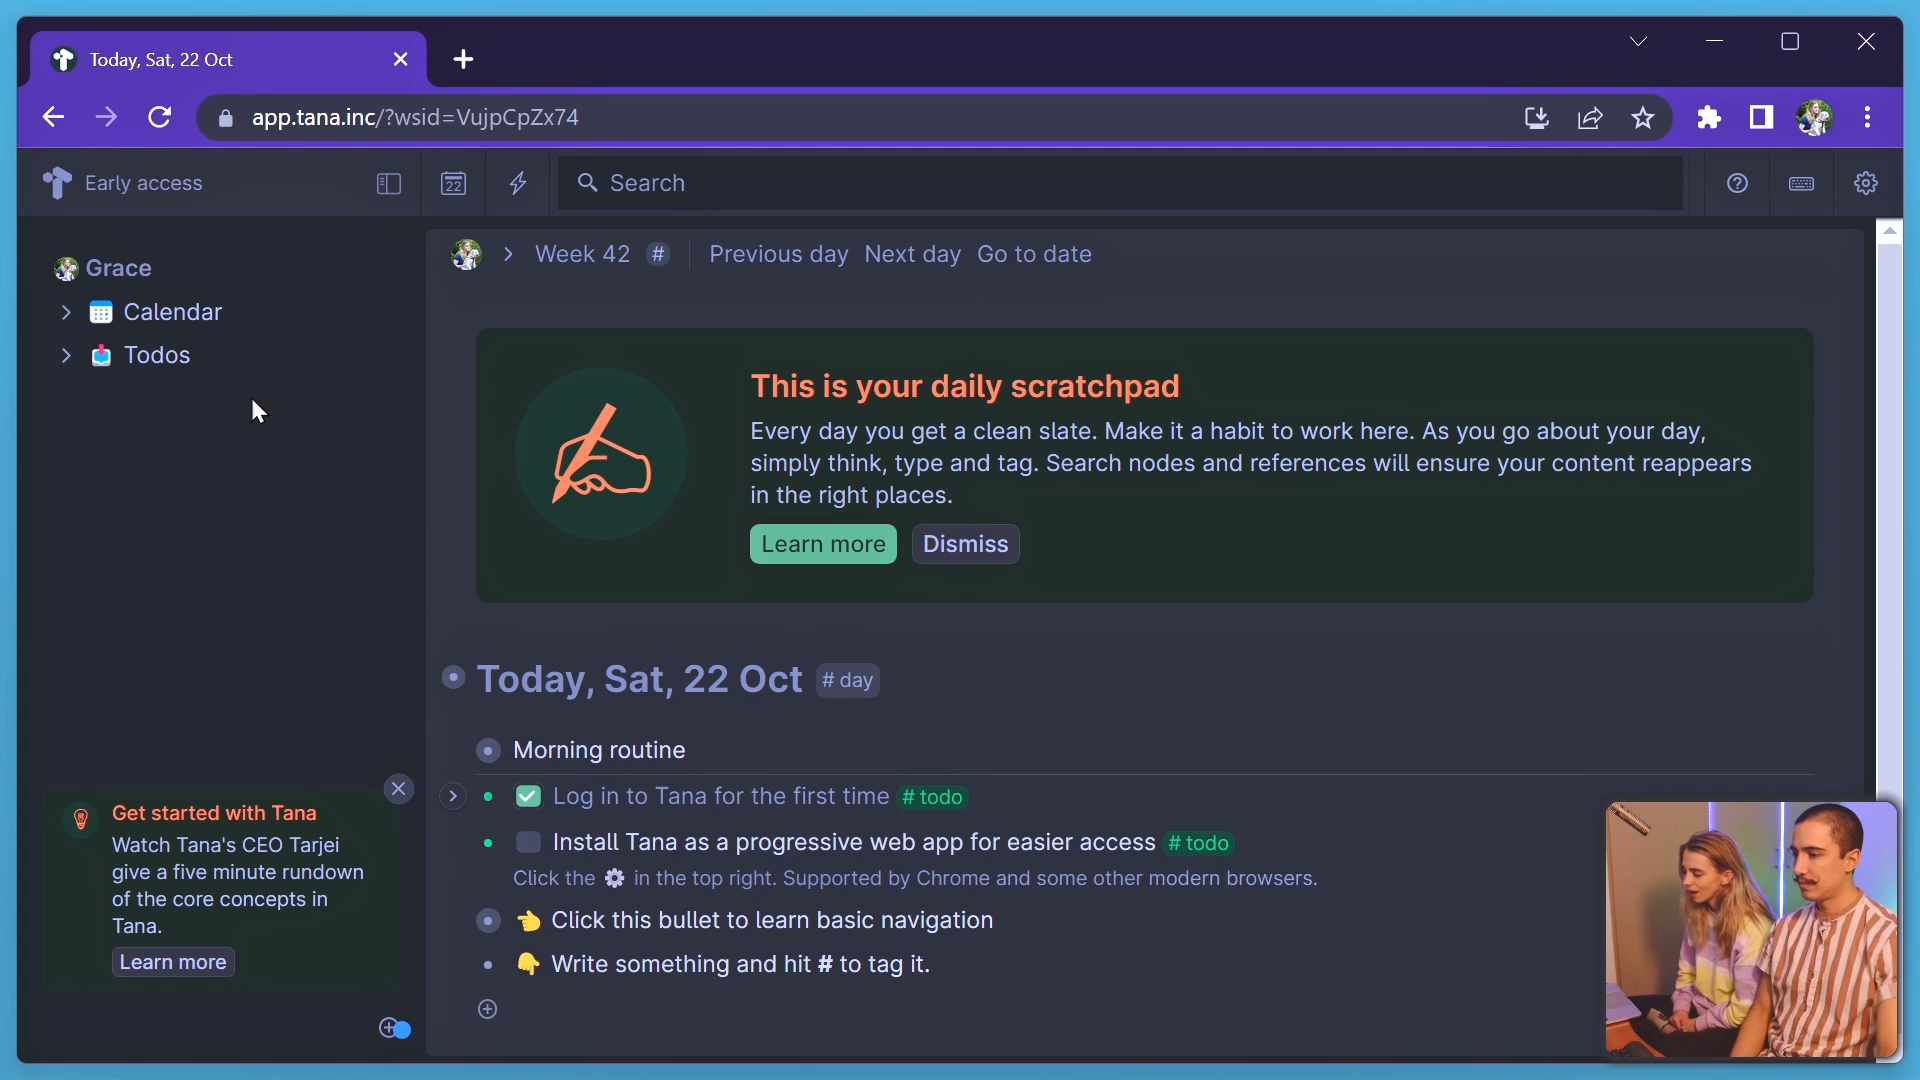 Today, Sat, 22 Oct
app.tana.inc/?wsid=VujpCpZx74
Early access
22
Search
Grace
Calendar
Todos
Week 42 #
Previous day Next day Go to date
This is your daily scratchpad
Every day you get a clean slate. Make it a habit to work here. As you go about your day,
simply think, type and tag. Search nodes and references will ensure your content reappears
in the right places.
Learn more Dismiss
Today, Sat, 22 Oct # day
Morning routine
Log in to Tana for the first time # todo
Install Tana as a progressive web app for easier access # todo
Click the in the top right. Supported by Chrome and some other modern browsers.
👈 Click this bullet to learn basic navigation
👇 Write something and hit # to tag it.
Get started with Tana
Watch Tana's CEO Tarjei
give a five minute rundown
of the core concepts in
Tana.
Learn more